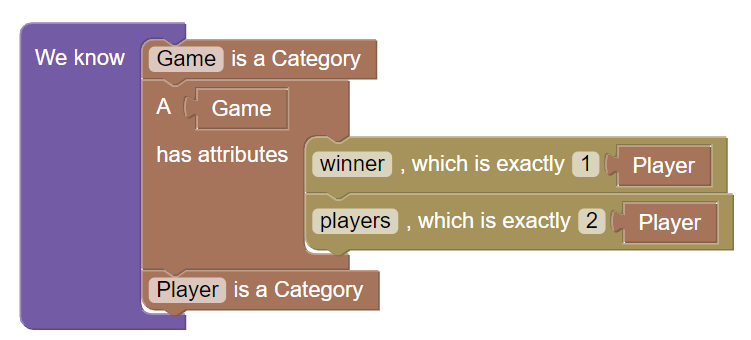 We know Game is a Category
A Game
has attributes
winner , which is exactly 1 Player
players , which is exactly 2 Player
Player is a Category